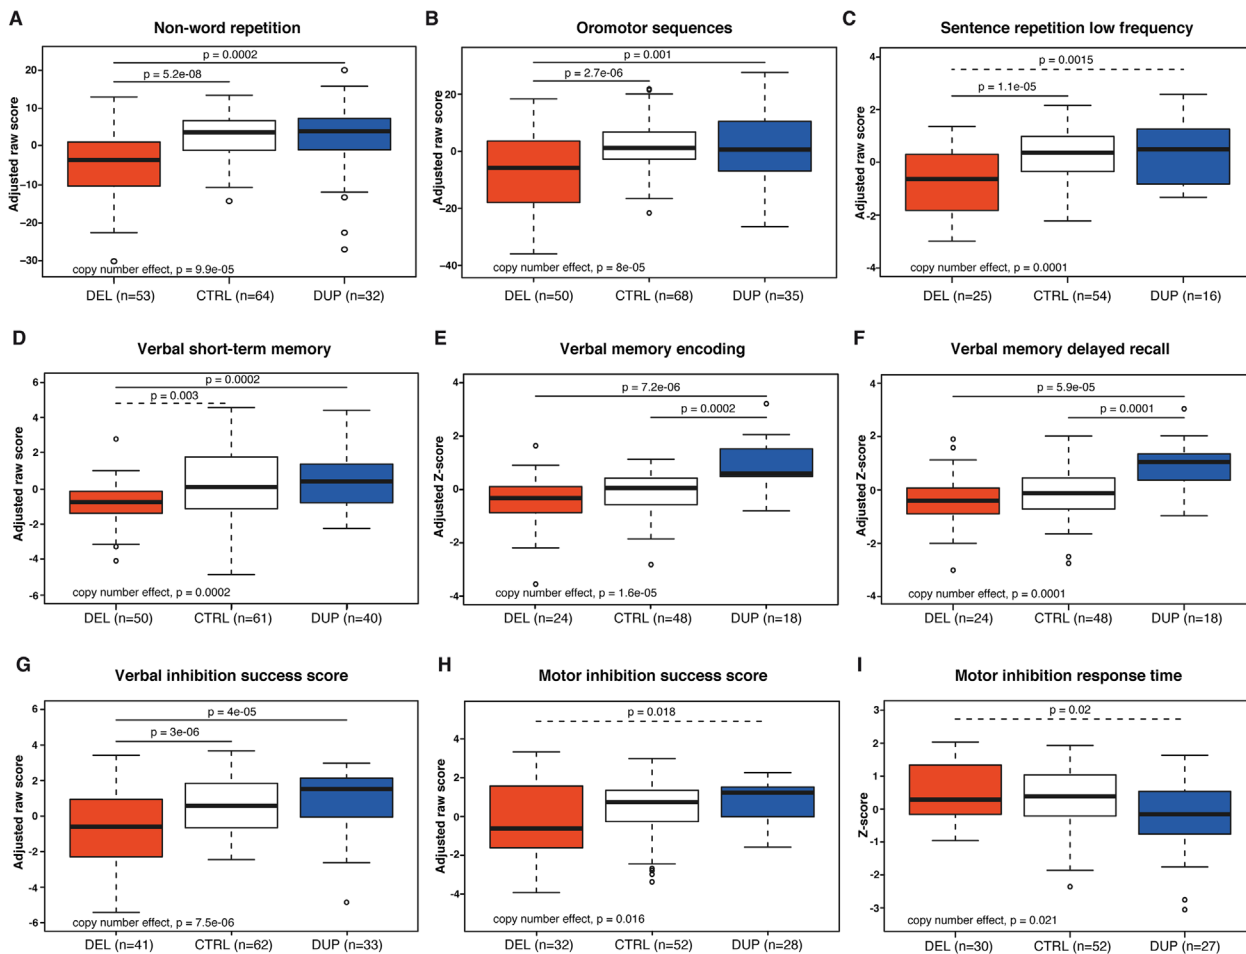 A
Non-word repetition
p = 0.0002
p = 5.2e-08
20
10
0
−10
−20
−30
Adjusted raw score
copy number effect, p = 9.9e-05
DEL (n=53)
CTRL (n=64)
DUP (n=32)
B
Oromotor sequences
p = 0.001
p = 2.7e-06
20
0
−20
−40
Adjusted raw score
copy number effect, p = 8e-05
DEL (n=50)
CTRL (n=68)
DUP (n=35)
C
Sentence repetition low frequency
p = 0.0015
p = 1.1e-05
4
2
0
-2
-4
Adjusted raw score
copy number effect, p = 0.0001
DEL (n=25)
CTRL (n=54)
DUP (n=16)
D
Verbal short-term memory
p = 0.0002
p = 0.003
6
4
2
0
-2
-4
-6
Adjusted raw score
copy number effect, p = 0.0002
DEL (n=50)
CTRL (n=61)
DUP (n=40)
E
Verbal memory encoding
p = 7.2e-06
p = 0.0002
4
2
0
-2
-4
Adjusted Z-score
copy number effect, p = 1.6e-05
DEL (n=24)
CTRL (n=48)
DUP (n=18)
F
Verbal memory delayed recall
p = 5.9e-05
p = 0.0001
4
2
0
-2
-4
Adjusted Z-score
copy number effect, p = 0.0001
DEL (n=24)
CTRL (n=48)
DUP (n=18)
G
Verbal inhibition success score
p = 4e-05
p = 3e-06
6
4
2
0
-2
-4
-6
Adjusted raw score
copy number effect, p = 7.5e-06
DEL (n=41)
CTRL (n=62)
DUP (n=33)
H
Motor inhibition success score
p = 0.018
4
2
0
-2
-4
Adjusted raw score
copy number effect, p = 0.016
DEL (n=32)
CTRL (n=52)
DUP (n=28)
I
Motor inhibition response time
p = 0.02
3
2
1
0
-1
-2
-3
Z-score
copy number effect, p = 0.021
DEL (n=30)
CTRL (n=52)
DUP (n=27)